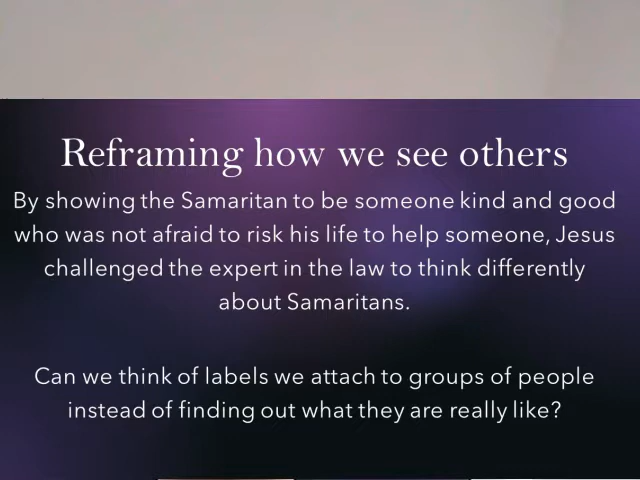 Reframing how we see others
By showing the Samaritan to be someone kind and good
who was not afraid to risk his life to help someone, Jesus
challenged the expert in the law to think differently
about Samaritans.
Can we think of labels we attach to groups of people
instead of finding out what they are really like?